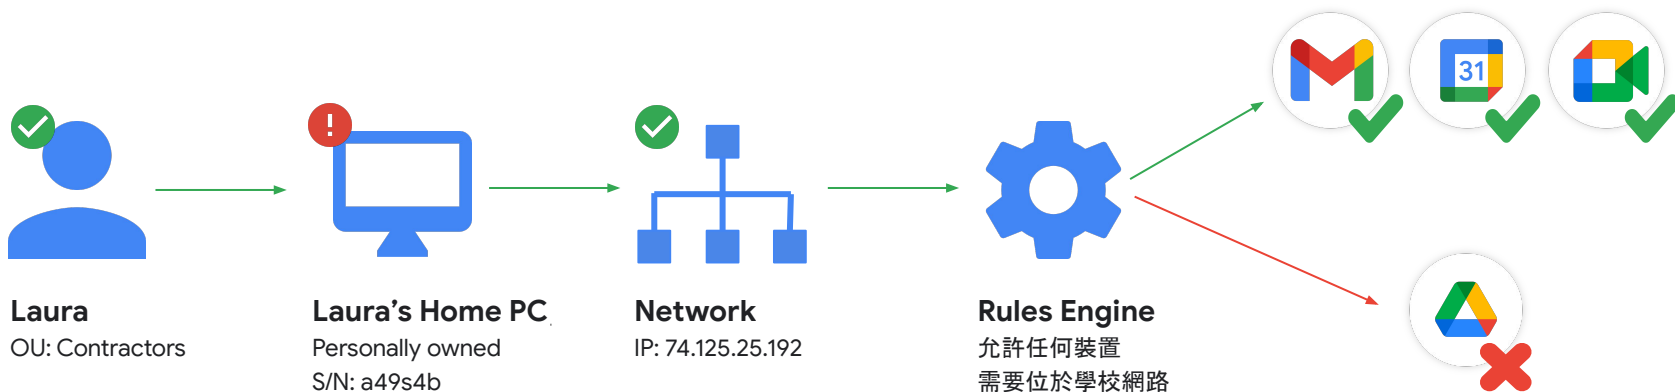 31
Laura
OU: Contractors
Laura's Home PC
Personally owned
S/N: a49s4b
Network
IP: 74.125.25.192
Rules Engine
允許任何裝置
需要位於學校網路